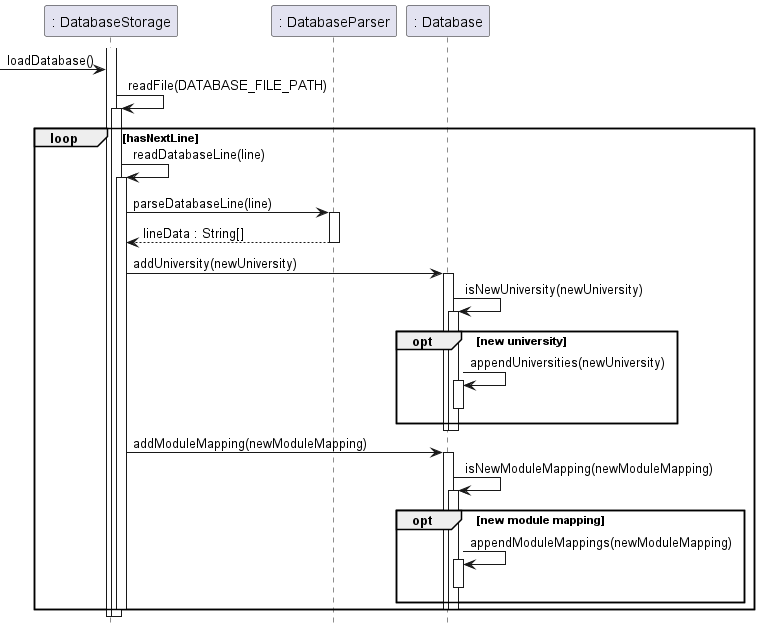 : DatabaseStorage
: DatabaseParser
: Database
loadDatabase()
readFile(DATABASE_FILE_PATH)
loop
[hasNextLine]
readDatabaseLine(line)
parseDatabaseLine(line)
lineData : String[]
addUniversity(newUniversity)
isNewUniversity(newUniversity)
opt
[new university]
appendUniversities(newUniversity)
addModuleMapping(newModuleMapping)
isNewModuleMapping(newModuleMapping)
opt
[new module mapping]
appendModuleMappings(newModuleMapping)